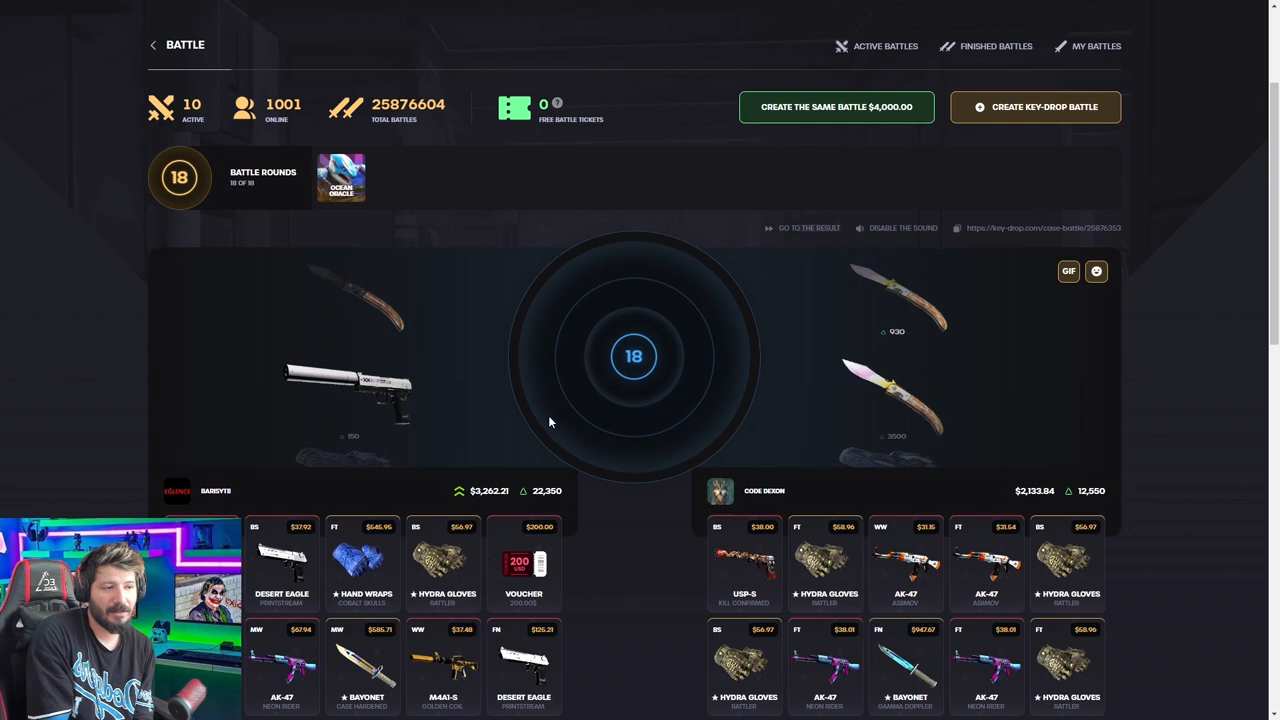 BATTLE
ACTIVE BATTLES
FINISHED BATTLES
MY BATTLES
10
ACTIVE
1001
ONLINE
25876604
TOTAL BATTLES
0 ?
FREE BATTLE TICKETS
CREATE THE SAME BATTLE $4,000.00
CREATE KEY-DROP BATTLE
18
BATTLE ROUNDS
18 OF 18
OCEAN
ORACLE
GO TO THE RESULT
DISABLE THE SOUND
https://key-drop.com/case-battle/25876353
GIF
930
18
150
3500
EĞLENCE
BARISYTII
$3,262.21
22,350
CODE DEXON
$2,133.84
12,550
BS $37.92
DESERT EAGLE
PRINTSTREAM
FT $545.95
★ HAND WRAPS
COBALT SKULLS
BS $56.97
★ HYDRA GLOVES
RATTLER
$200.00
200
USD
VOUCHER
200.00$
BS $38.00
USP-S
KILL CONFIRMED
FT $58.96
★ HYDRA GLOVES
RATTLER
WW $31.15
AK-47
ASIIMOV
FT $31.54
AK-47
ASIIMOV
BS $56.97
★ HYDRA GLOVES
RATTLER
MW $67.94
AK-47
NEON RIDER
MW $585.71
★ BAYONET
CASE HARDENED
WW $37.48
M4A1-S
GOLDEN COIL
FN $125.21
DESERT EAGLE
PRINTSTREAM
BS $56.97
★ HYDRA GLOVES
RATTLER
FT $38.01
AK-47
NEON RIDER
FN $947.67
★ BAYONET
GAMMA DOPPLER
FT $38.01
AK-47
NEON RIDER
FT $58.96
★ HYDRA GLOVES
RATTLER